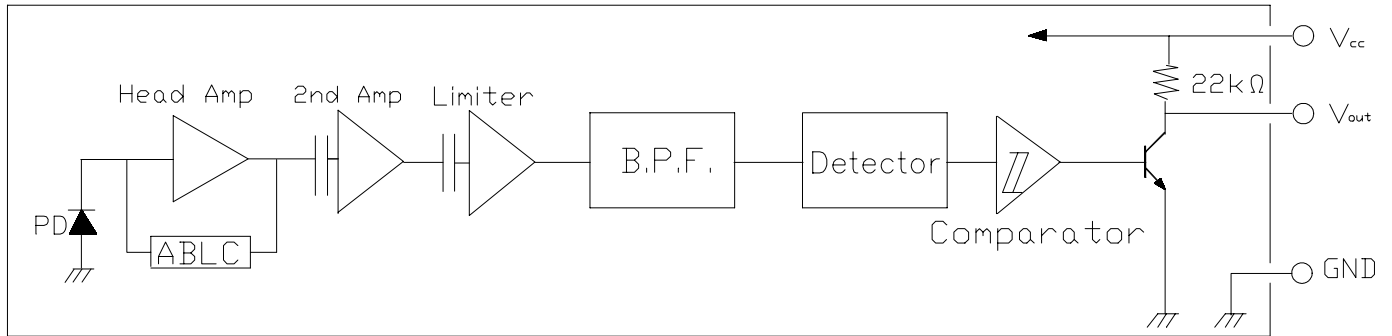 Vcc
22kΩ
Head Amp
2nd Amp
Limiter
Vout
B.P.F.
Detector
PD
Comparator
ABLC
GND